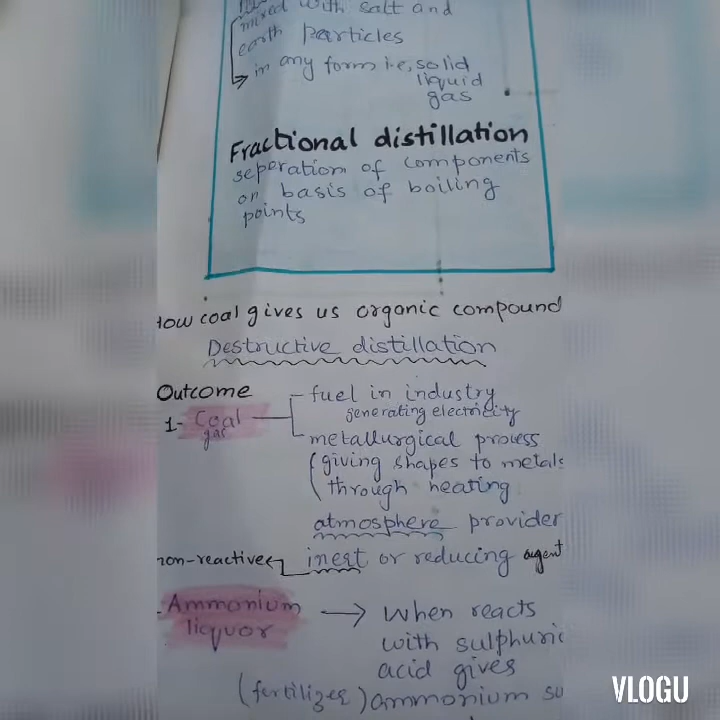 mixed with salt and
earth particles
in any form i.e, solid
liquid
gas
Fractional distillation
seperation of components
on basis of boiling
points
How coal gives us organic compound
Destructive distillation
Outcome
1- Coal gas
fuel in industry
generating electricity
metallurgical process
(giving shapes to metals
through heating
atmosphere provider
non-reactive inert or reducing agent
Ammonium
liquor
→ when reacts
with sulphuric
acid gives
(fertilizer) ammonium su
VLOGU